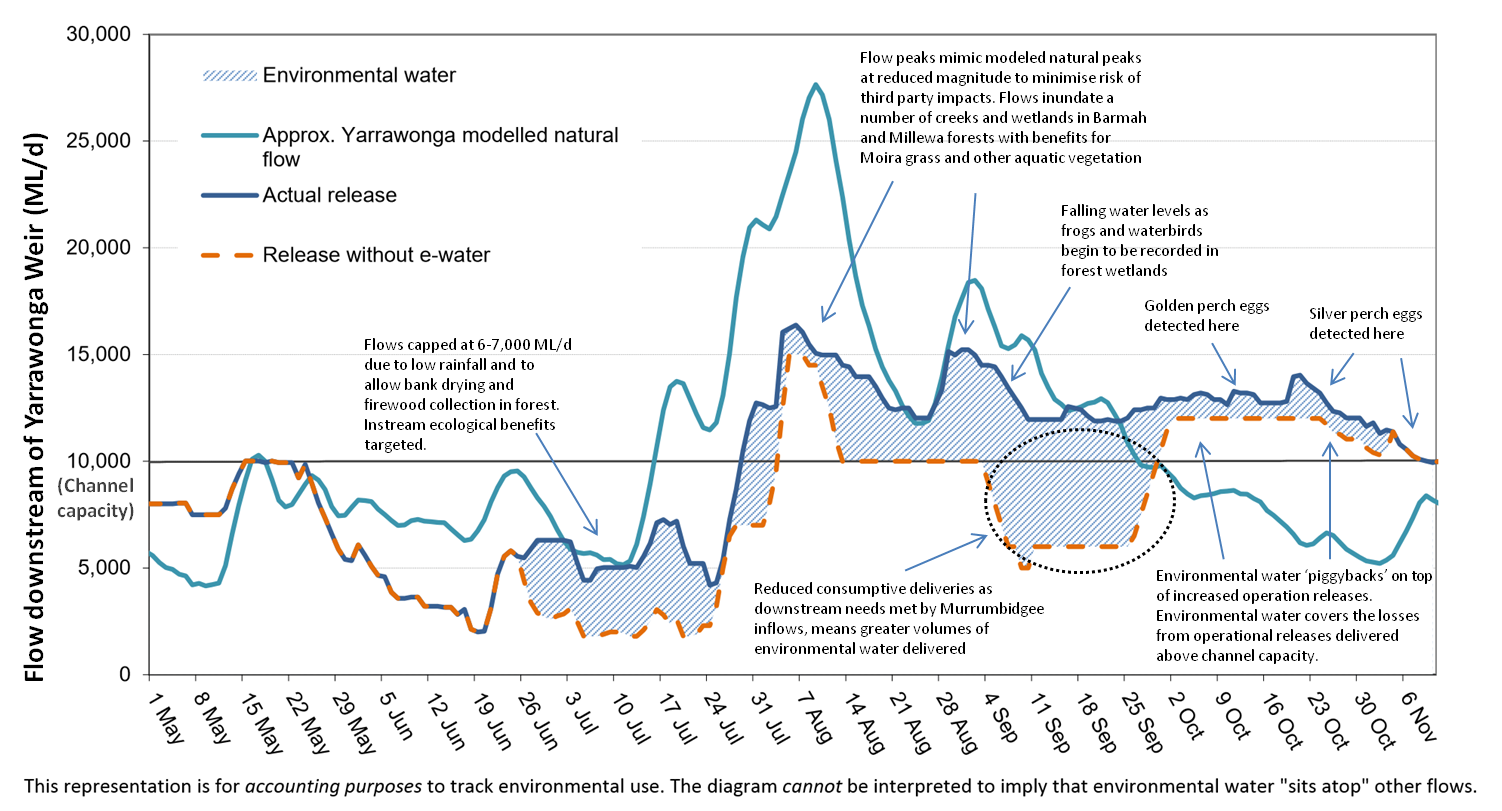 Flow downstream of Yarrawonga Weir (ML/d)
30,000
25,000
20,000
15,000
10,000
(Channel
capacity)
5,000
0
Environmental water
Approx. Yarrawonga modelled natural
flow
Actual release
Release without e-water
Flow peaks mimic modeled natural peaks
at reduced magnitude to minimise risk of
third party impacts. Flows inundate a
number of creeks and wetlands in Barmah
and Millewa forests with benefits for
Moira grass and other aquatic vegetation
Falling water levels as
frogs and waterbirds
begin to be recorded in
forest wetlands
Golden perch eggs
detected here
Silver perch eggs
detected here
Flows capped at 6-7,000 ML/d
due to low rainfall and to
allow bank drying and
firewood collection in forest.
Instream ecological benefits
targeted.
Reduced consumptive deliveries as
downstream needs met by Murrumbidgee
inflows, means greater volumes of
environmental water delivered
Environmental water ‘piggybacks’ on top
of increased operation releases.
Environmental water covers the losses
from operational releases delivered
above channel capacity.
1 May
8 May
15 May
22 May
29 May
5 Jun
12 Jun
19 Jun
26 Jun
3 Jul
10 Jul
17 Jul
24 Jul
31 Jul
7 Aug
14 Aug
21 Aug
28 Aug
4 Sep
11 Sep
18 Sep
25 Sep
2 Oct
9 Oct
16 Oct
23 Oct
30 Oct
6 Nov
This representation is for accounting purposes to track environmental use. The diagram cannot be interpreted to imply that environmental water "sits atop" other flows.